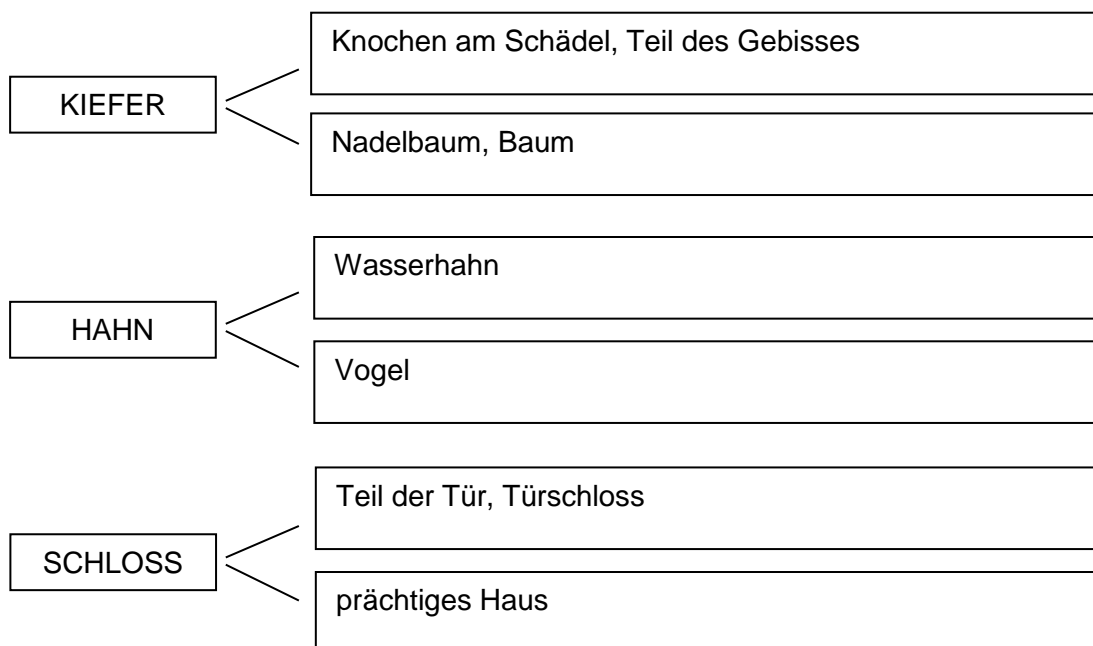 Knochen am Schädel, Teil des Gebisses
KIEFER
Nadelbaum, Baum
Wasserhahn
HAHN
Vogel
Teil der Tür, Türschloss
SCHLOSS
prächtiges Haus